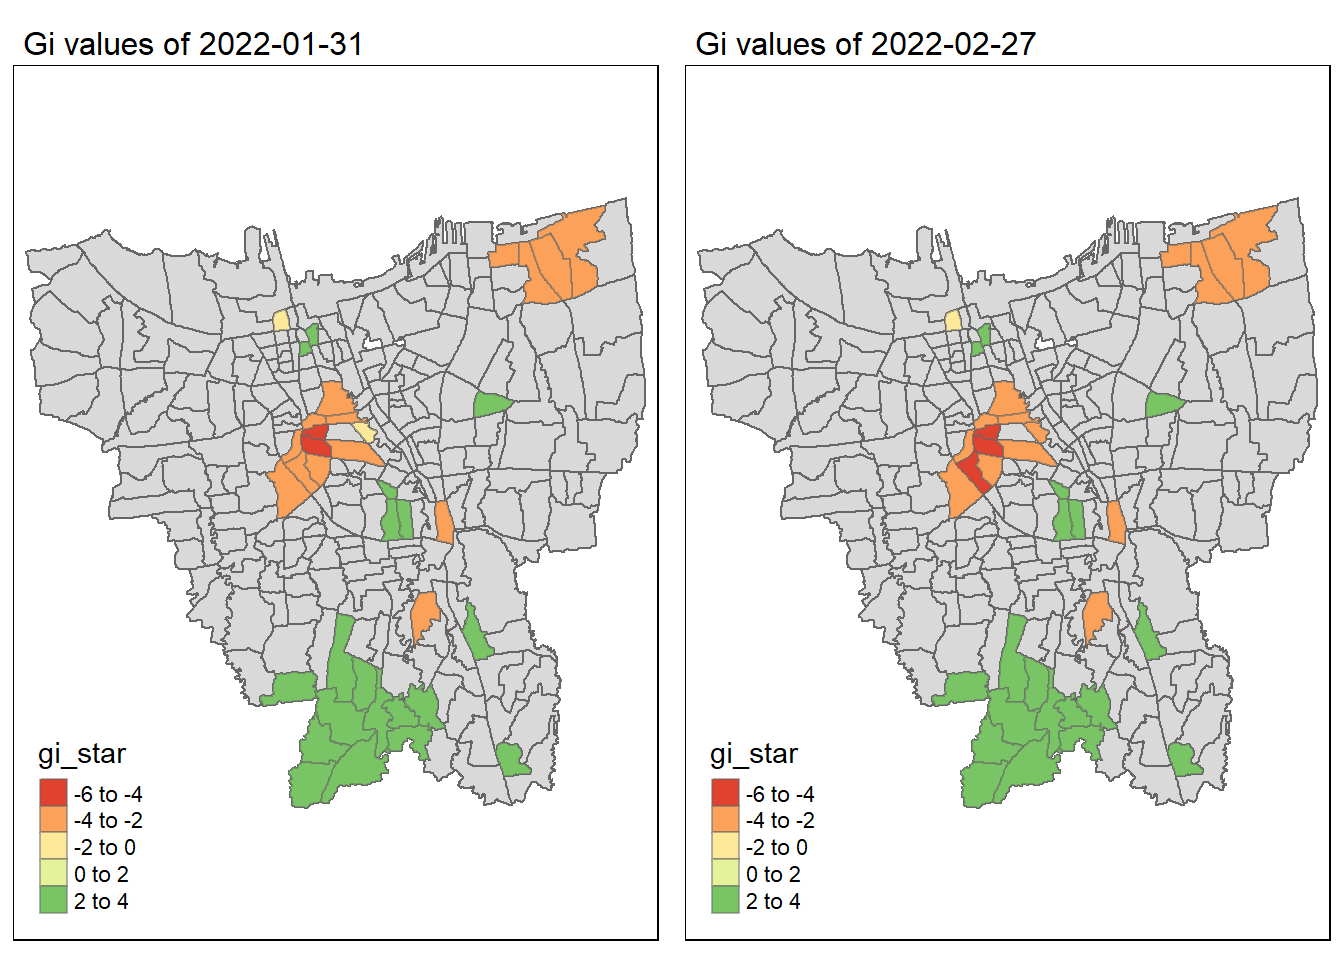 Gi values of 2022-01-31
gi_star
-6 to -4
-4 to -2
-2 to 0
0 to 2
2 to 4
Gi values of 2022-02-27
gi_star
-6 to -4
-4 to -2
-2 to 0
0 to 2
2 to 4